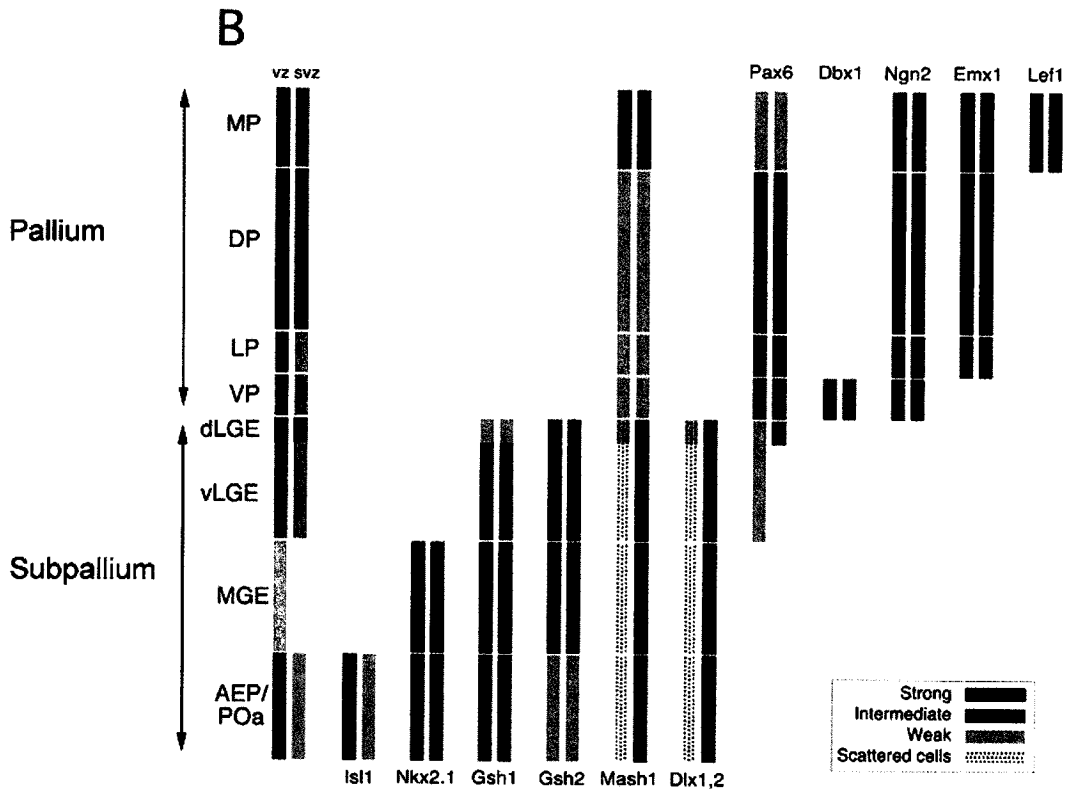 B
vz svz
Pax6 Dbx1 Ngn2 Emx1 Lef1
MP
Pallium
DP
LP
VP
dLGE
vLGE
Subpallium
MGE
AEP/
POa
Strong
Intermediate
Weak
Scattered cells
Isl1 Nkx2.1 Gsh1 Gsh2 Mash1 Dlx1,2